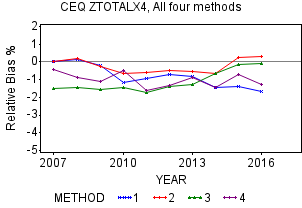 CEQ ZTOTALX4, All four methods
Relative Bias %
2
1
0
-1
-2
-3
-4
-5
2007 2010 2013 2016
YEAR
METHOD 1 2 3 4